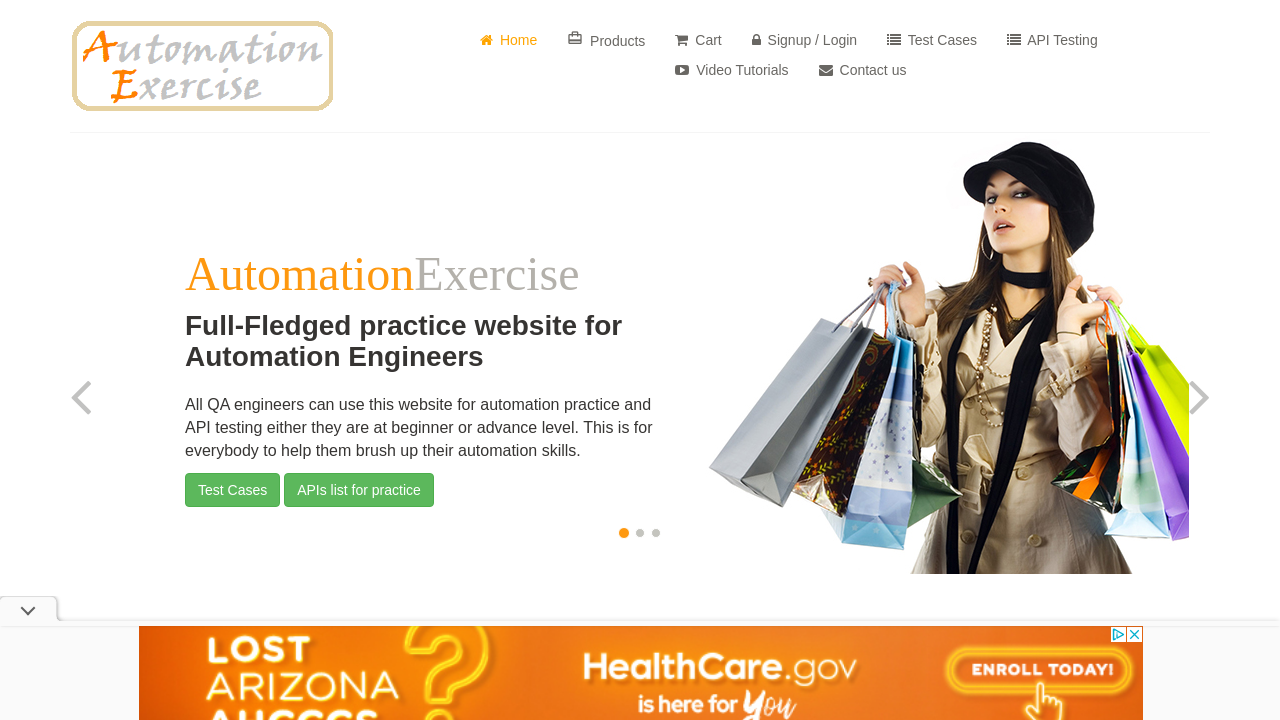 Automation
Exercise
Home Products Cart Signup / Login Test Cases API Testing
Video Tutorials Contact us
AutomationExercise
Full-Fledged practice website for
Automation Engineers
All QA engineers can use this website for automation practice and
API testing either they are at beginner or advance level. This is for
everybody to help them brush up their automation skills.
Test Cases APIs list for practice
LOST
ARIZONA
AHCCCS
?
HealthCare.gov
is here for You
ENROLL TODAY!